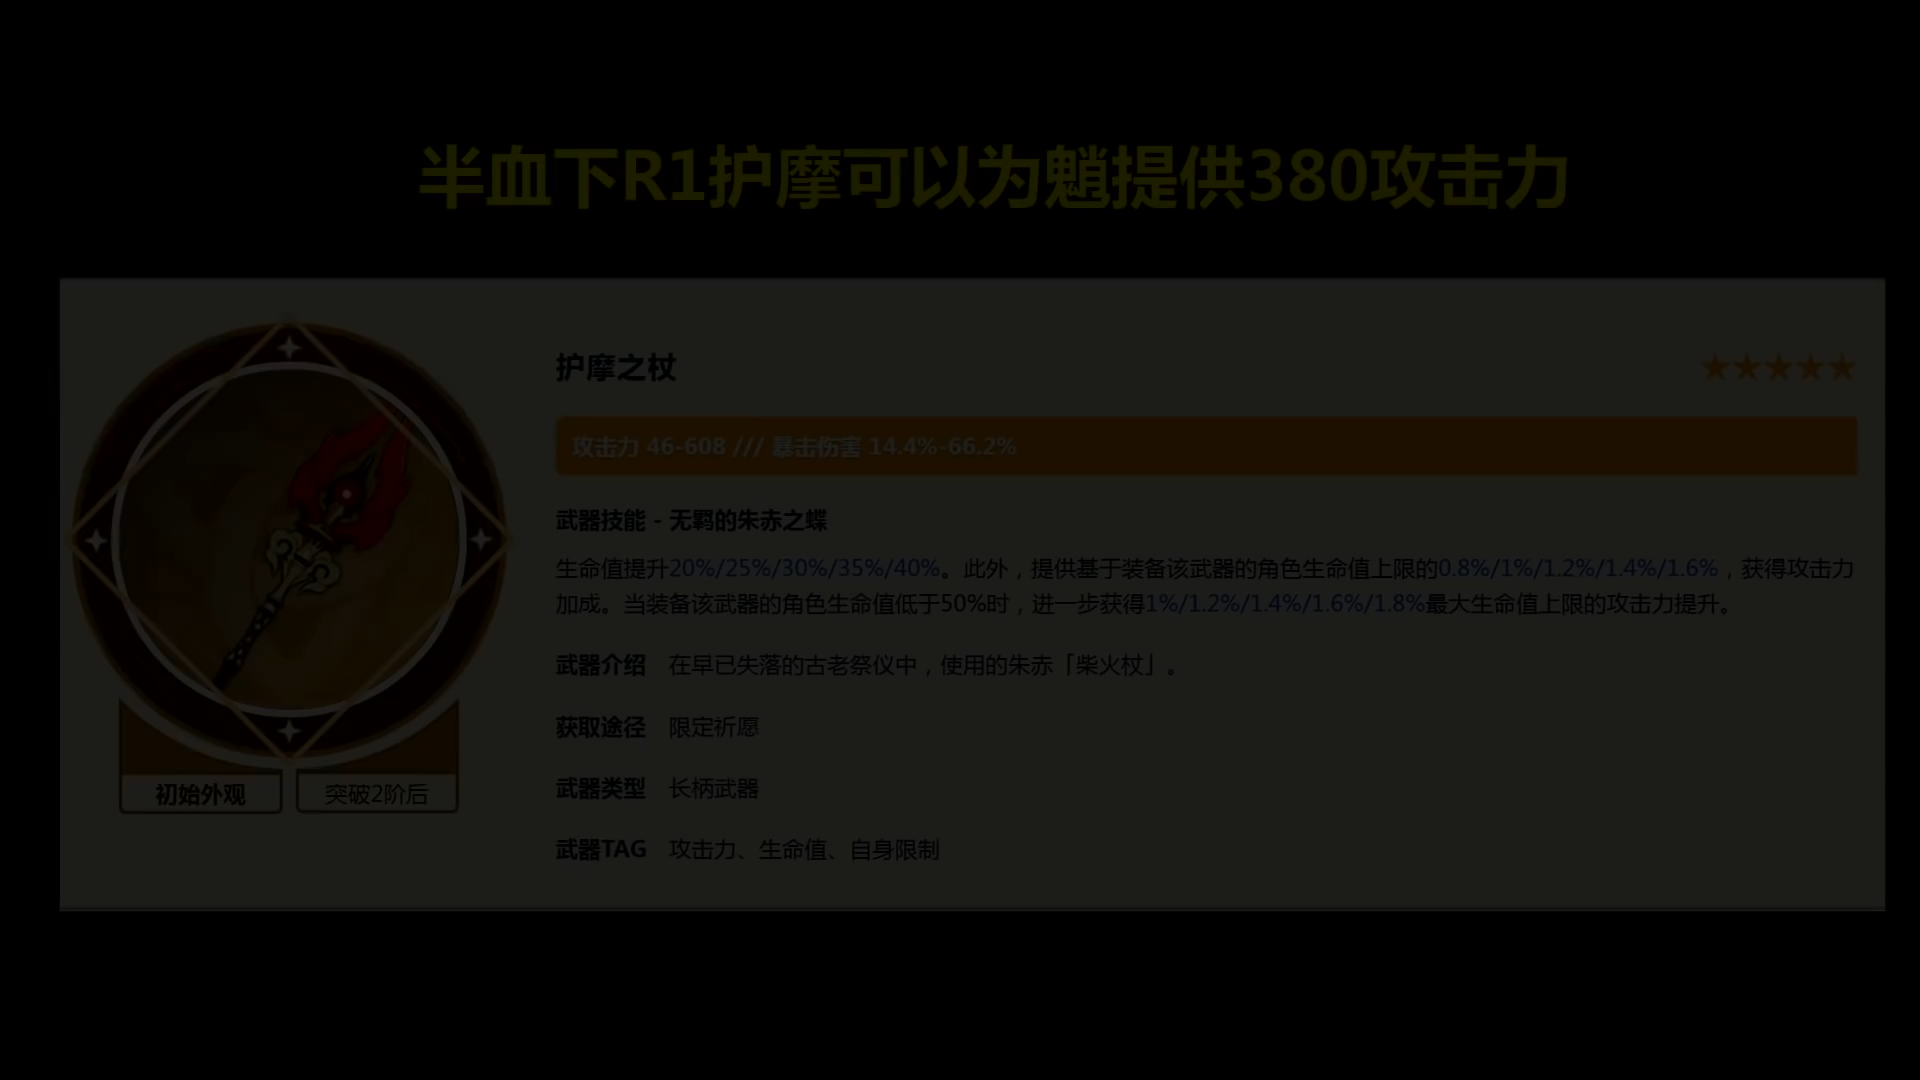 半血下R1护摩可以为魈提供380攻击力
护摩之杖
★★★★★
攻击力 46-608 /// 暴击伤害 14.4%-66.2%
武器技能 - 无羁的朱赤之蝶
生命值提升20%/25%/30%/35%/40%。此外，提供基于装备该武器的角色生命值上限的0.8%/1%/1.2%/1.4%/1.6%，获得攻击力
加成。当装备该武器的角色生命值低于50%时，进一步获得1%/1.2%/1.4%/1.6%/1.8%最大生命值上限的攻击力提升。
武器介绍 在早已失落的古老祭仪中，使用的朱赤「柴火杖」。
获取途径 限定祈愿
武器类型 长柄武器
初始外观 突破2阶后
武器TAG 攻击力、生命值、自身限制